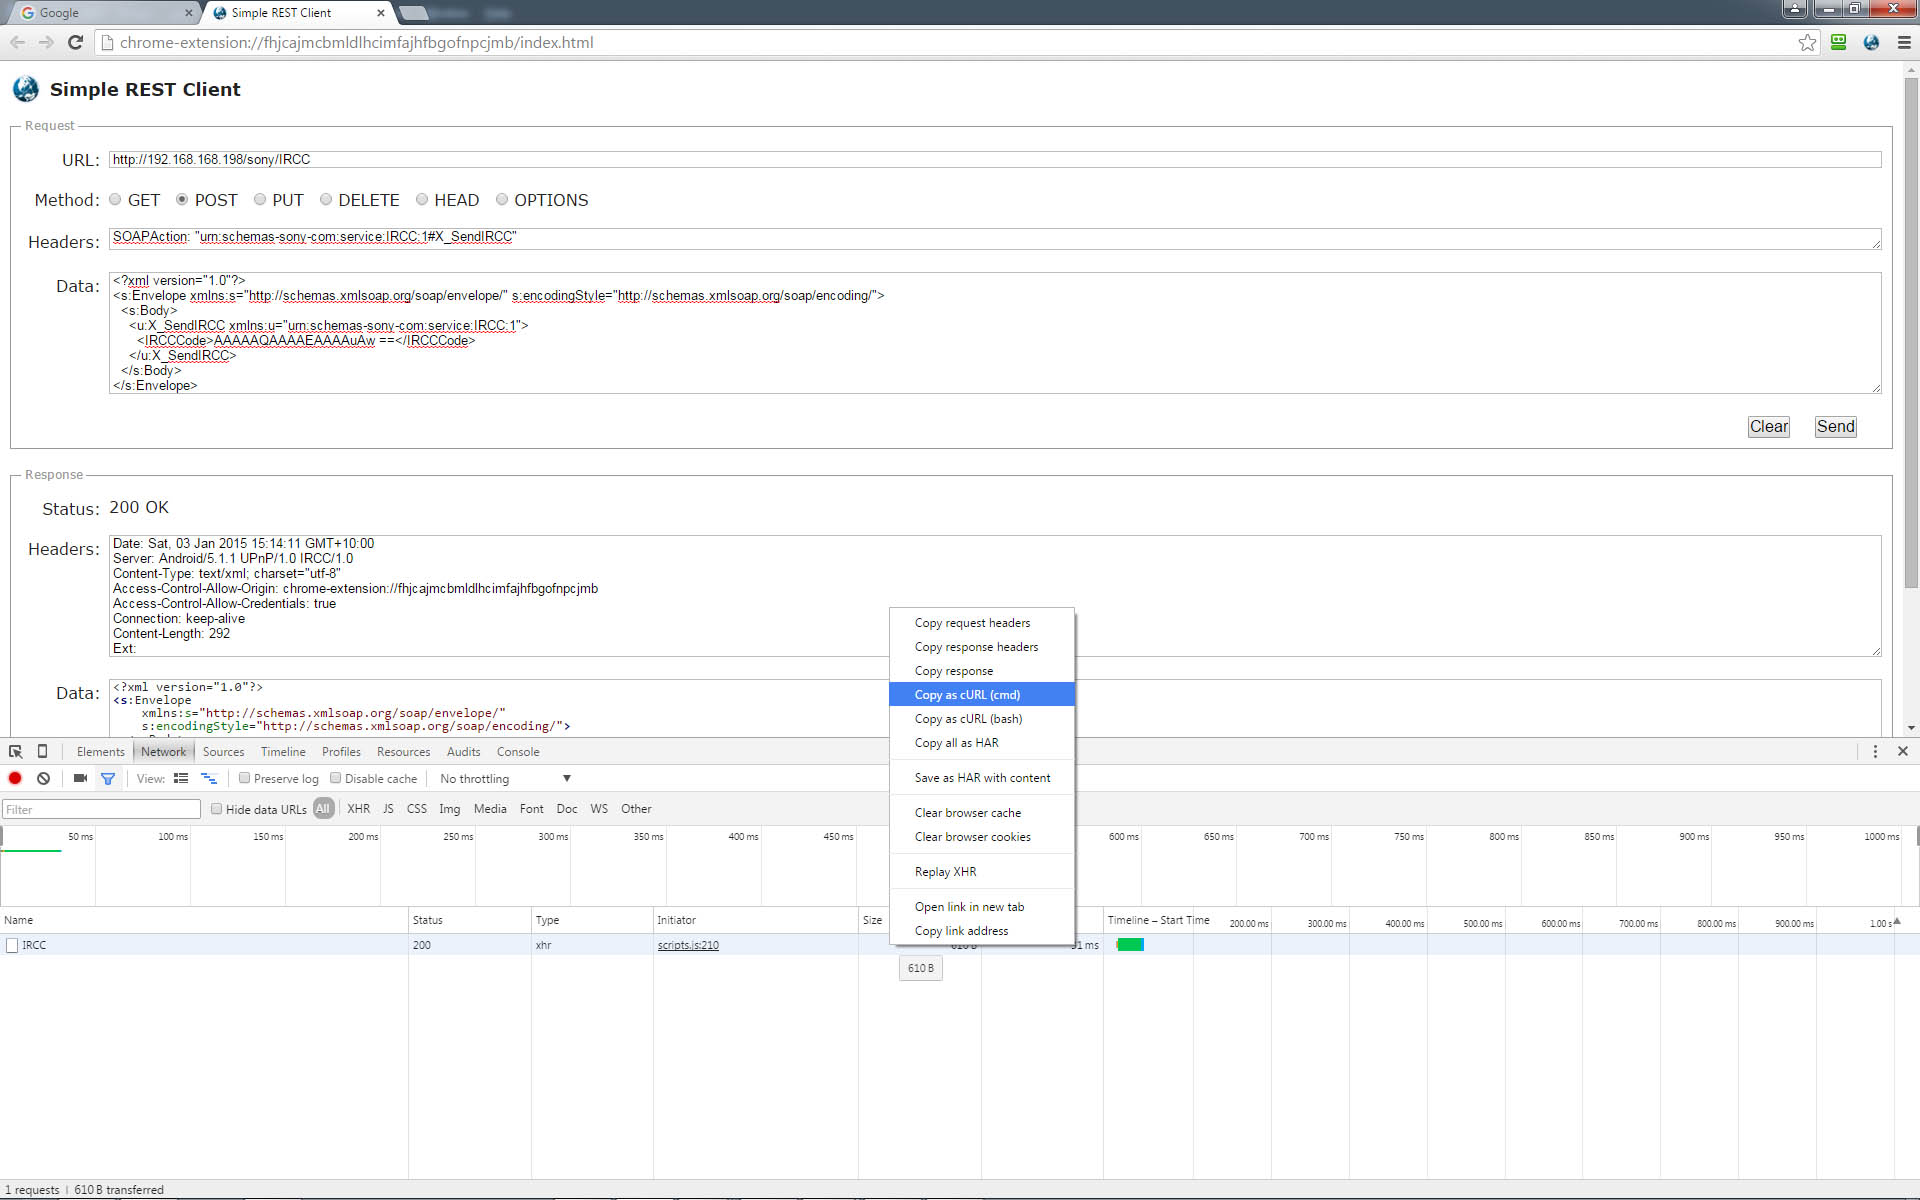 Google
Simple REST Client
chrome-extension://fhjcajmcbmldlhcimfajhfbgofnpcjmb/index.html
Simple REST Client
Request
URL: http://192.168.168.198/sony/IRCC
Method: GET POST PUT DELETE HEAD OPTIONS
Headers: SOAPAction: "urn:schemas-sony-com:service:IRCC:1#X_SendIRCC"
Data: <?xml version="1.0"?>
<s:Envelope xmlns:s="http://schemas.xmlsoap.org/soap/envelope/" s:encodingStyle="http://schemas.xmlsoap.org/soap/encoding/">
<s:Body>
<u:X_SendIRCC xmlns:u="urn:schemas-sony-com:service:IRCC:1">
<IRCCCode>AAAAAQAAAAEAAAAuAw ==</IRCCCode>
</u:X_SendIRCC>
</s:Body>
</s:Envelope>
Clear Send
Response
Status: 200 OK
Headers: Date: Sat, 03 Jan 2015 15:14:11 GMT+10:00
Server: Android/5.1.1 UPnP/1.0 IRCC/1.0
Content-Type: text/xml; charset="utf-8"
Access-Control-Allow-Origin: chrome-extension://fhjcajmcbmldlhcimfajhfbgofnpcjmb
Access-Control-Allow-Credentials: true
Connection: keep-alive
Content-Length: 292
Ext:
Data: <?xml version="1.0"?>
<s:Envelope
xmlns:s="http://schemas.xmlsoap.org/soap/envelope/"
s:encodingStyle="http://schemas.xmlsoap.org/soap/encoding/">
Copy request headers
Copy response headers
Copy response
Copy as cURL (cmd)
Copy as cURL (bash)
Copy all as HAR
Save as HAR with content
Clear browser cache
Clear browser cookies
Replay XHR
Open link in new tab
Copy link address
Elements Network Sources Timeline Profiles Resources Audits Console
View: Preserve log Disable cache No throttling
Filter Hide data URLs All XHR JS CSS Img Media Font Doc WS Other
50 ms 100 ms 150 ms 200 ms 250 ms 300 ms 350 ms 400 ms 450 ms 600 ms 650 ms 700 ms 750 ms 800 ms 850 ms 900 ms 950 ms 1000 ms
Name Status Type Initiator Size Timeline – Start Time 200.00 ms 300.00 ms 400.00 ms 500.00 ms 600.00 ms 700.00 ms 800.00 ms 900.00 ms 1.00 s
IRCC 200 xhr scripts.js:210 610 B ms
610 B
1 requests | 610 B transferred